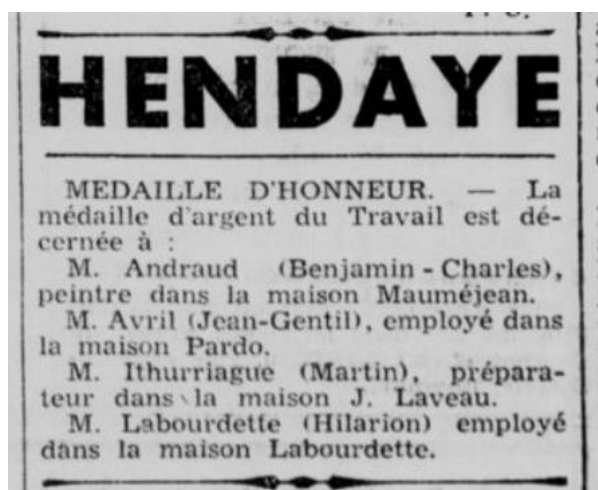 HENDAYE
MEDAILLE D'HONNEUR. — La
médaille d'argent du Travail est dé-
cernée à :
M. Andraud (Benjamin - Charles),
peintre dans la maison Mauméjean.
M. Avril (Jean-Gentil), employé dans
la maison Pardo.
M. Ithurriague (Martin), prépara-
teur dans la maison J. Laveau.
M. Labourdette (Hilarion) employé
dans la maison Labourdette.